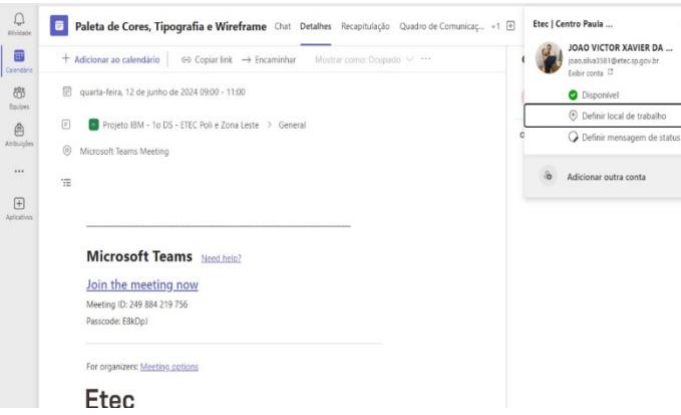 Paleta de Cores, Tipografia e Wireframe Chat Detalhes Recapitulação Quadro de Comunicaç... +1
Etec | Centro Paula ...
Atividade
Calendário
Equipes
Atribuições
Aplicativos
Adicionar ao calendário Copiar link Encaminhar Mostrar como: Ocupado
quarta-feira, 12 de junho de 2024 09:00 - 11:00
Projeto IBM - 1o DS - ETEC Poli e Zona Leste > General
Microsoft Teams Meeting
Microsoft Teams Need help?
Join the meeting now
Meeting ID: 249 884 219 756
Passcode: E8kDpJ
For organizers: Meeting options
Etec
JOAO VICTOR XAVIER DA ...
joao.silva3581@etec.sp.gov.br
Exibir conta
Disponível
Definir local de trabalho
Definir mensagem de status
Adicionar outra conta